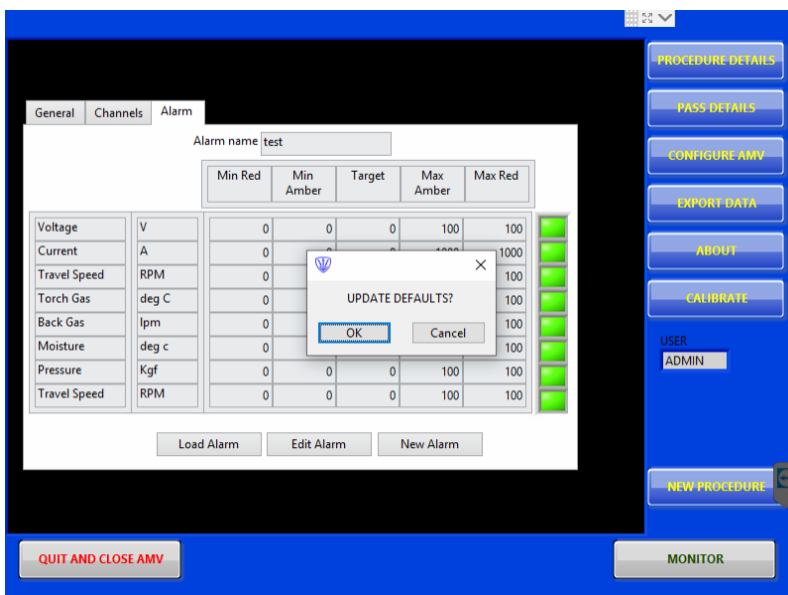 PROCEDURE DETAILS
PASS DETAILS
CONFIGURE AMV
EXPORT DATA
ABOUT
CALIBRATE
USER
ADMIN
NEW PROCEDURE
General Channels Alarm
Alarm name test
Min Red Min Amber Target Max Amber Max Red
Voltage V 0 0 0 100 100
Current A 0 1000
Travel Speed RPM 0 100
Torch Gas deg C 0 100
Back Gas lpm 0 100
Moisture deg c 0 100
Pressure Kgf 0 0 0 100 100
Travel Speed RPM 0 0 0 100 100
UPDATE DEFAULTS?
OK Cancel
Load Alarm Edit Alarm New Alarm
QUIT AND CLOSE AMV
MONITOR